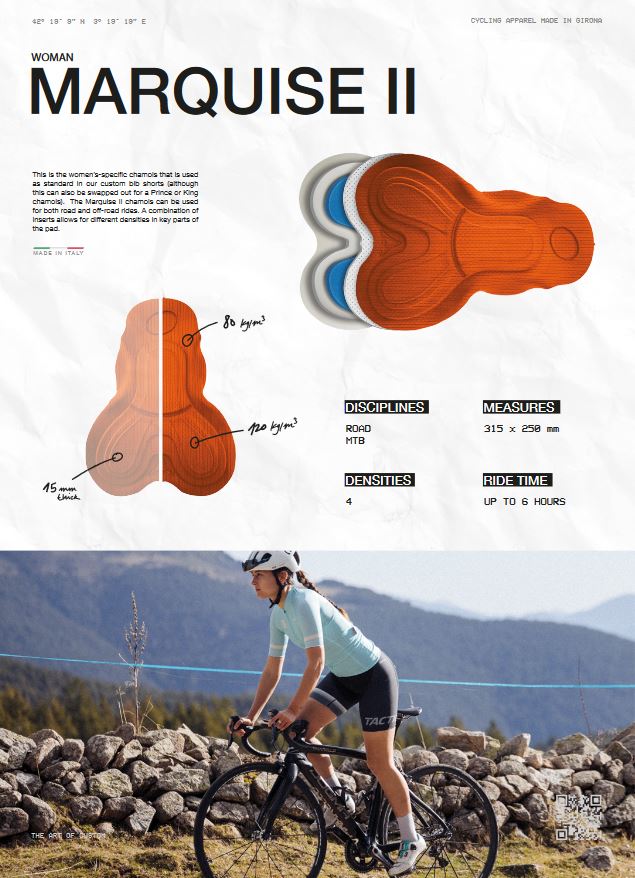 42º 19' 9" N  3º 19' 19" E
CYCLING APPAREL MADE IN GIRONA
WOMAN
MARQUISE II
This is the women's-specific chamois that is used
as standard in our custom bib shorts (although
this can also be swapped out for a Prince or King
chamois).  The Marquise II chamois can be used
for both road and off-road rides. A combination of
inserts allows for different densities in key parts of
the pad.
MADE IN ITALY
80 kg/m³
120 kg/m³
15 mm
thick
DISCIPLINES
ROAD
MTB
MEASURES
315 x 250 mm
DENSITIES
4
RIDE TIME
UP TO 6 HOURS
TACTIC
THE ART OF CUSTOM